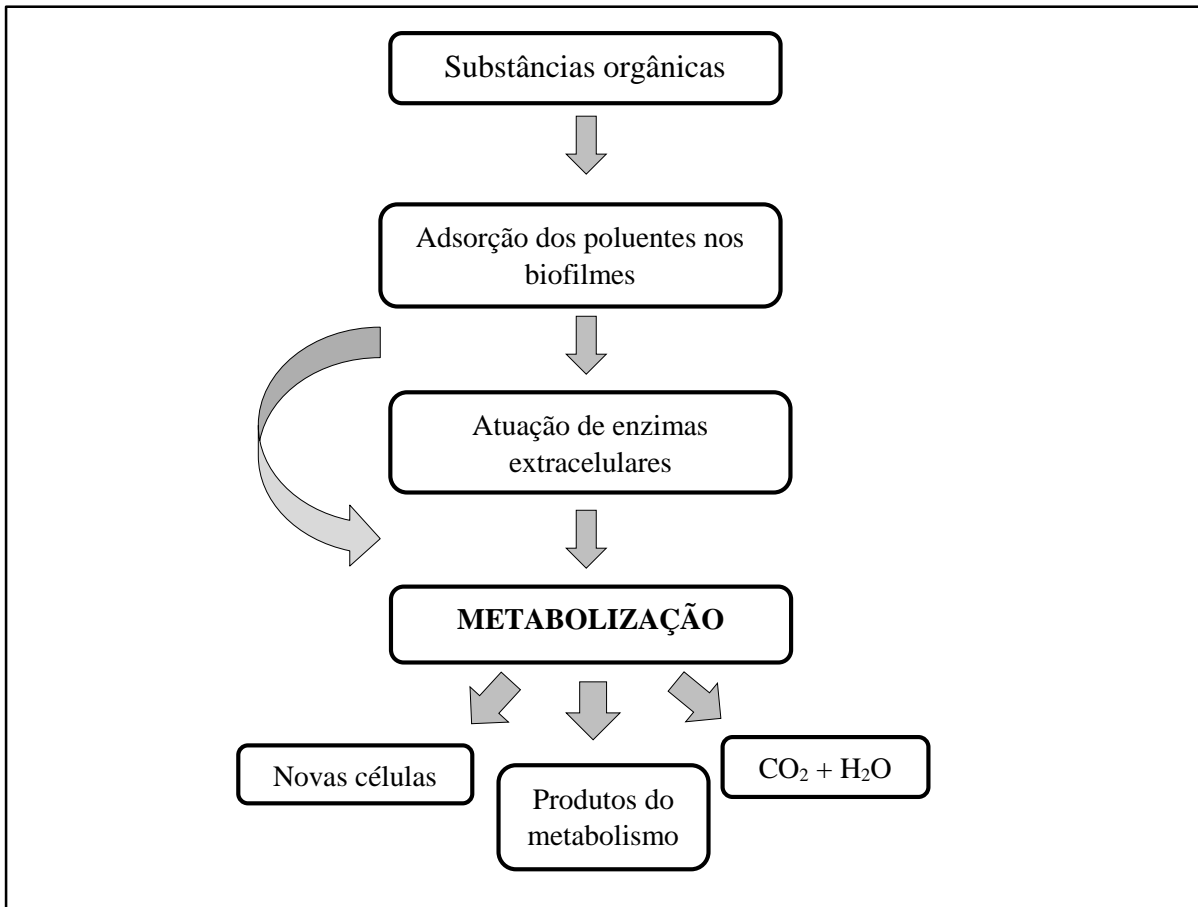 Substâncias orgânicas
Adsorção dos poluentes nos
biofilmes
Atuação de enzimas
extracelulares
METABOLIZAÇÃO
Novas células
Produtos do
metabolismo
CO₂ + H₂O